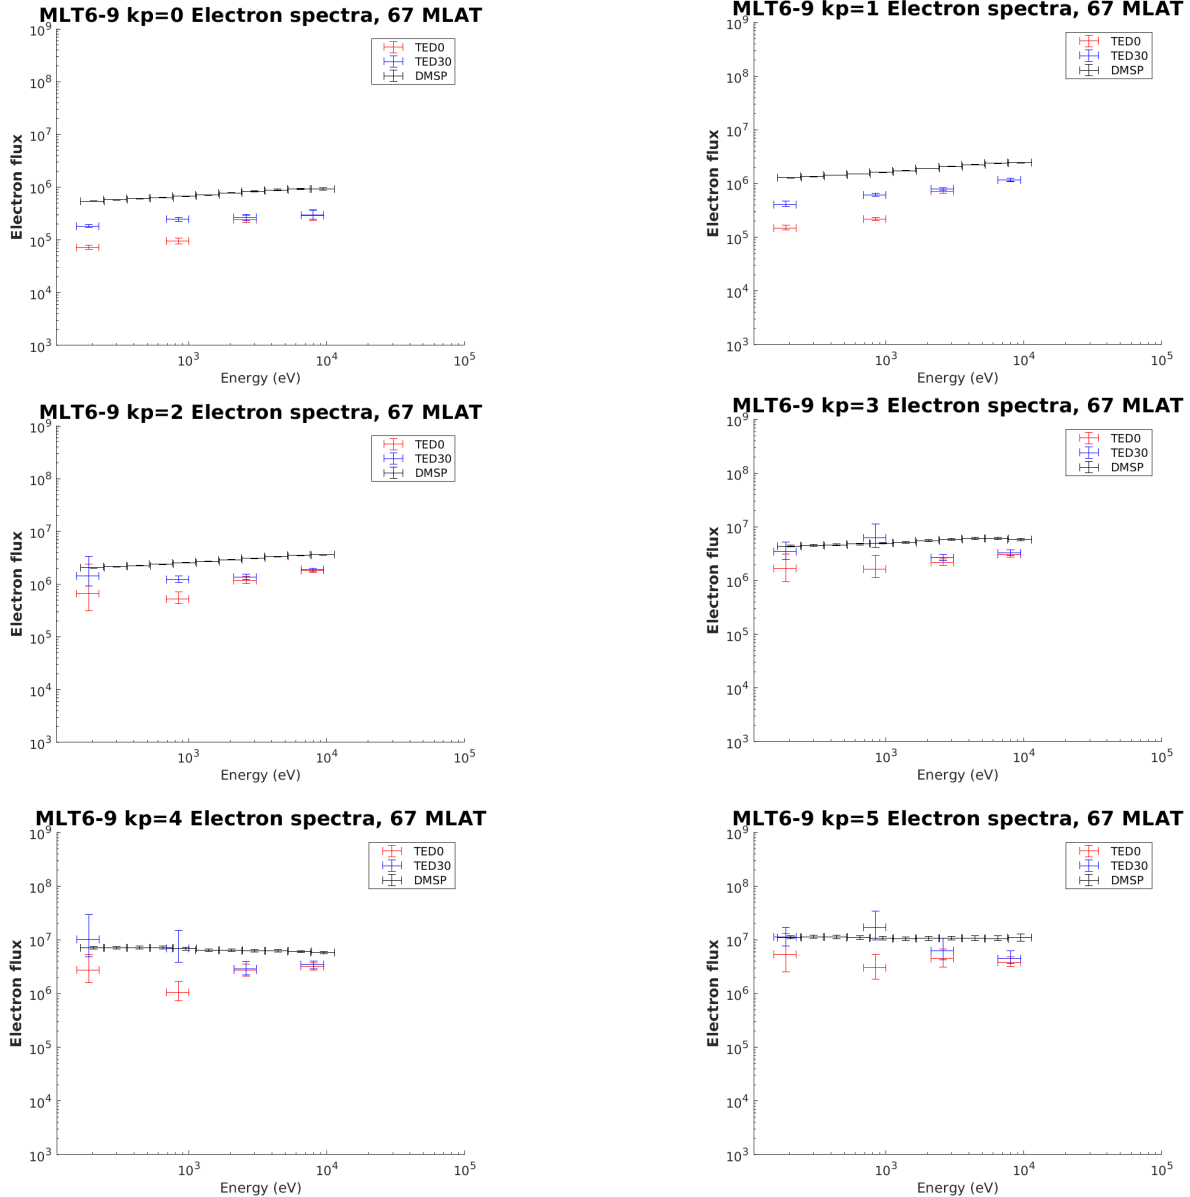 MLT6-9 kp=0 Electron spectra, 67 MLAT
10^9
10^8
10^7
10^6
10^5
10^4
10^3
Electron flux
TED0
TED30
DMSP
10^3 10^4 10^5
Energy (eV)
MLT6-9 kp=1 Electron spectra, 67 MLAT
10^9
10^8
10^7
10^6
10^5
10^4
10^3
Electron flux
TED0
TED30
DMSP
10^3 10^4 10^5
Energy (eV)
MLT6-9 kp=2 Electron spectra, 67 MLAT
10^9
10^8
10^7
10^6
10^5
10^4
10^3
Electron flux
TED0
TED30
DMSP
10^3 10^4 10^5
Energy (eV)
MLT6-9 kp=3 Electron spectra, 67 MLAT
10^9
10^8
10^7
10^6
10^5
10^4
10^3
Electron flux
TED0
TED30
DMSP
10^3 10^4 10^5
Energy (eV)
MLT6-9 kp=4 Electron spectra, 67 MLAT
10^9
10^8
10^7
10^6
10^5
10^4
10^3
Electron flux
TED0
TED30
DMSP
10^3 10^4 10^5
Energy (eV)
MLT6-9 kp=5 Electron spectra, 67 MLAT
10^9
10^8
10^7
10^6
10^5
10^4
10^3
Electron flux
TED0
TED30
DMSP
10^3 10^4 10^5
Energy (eV)